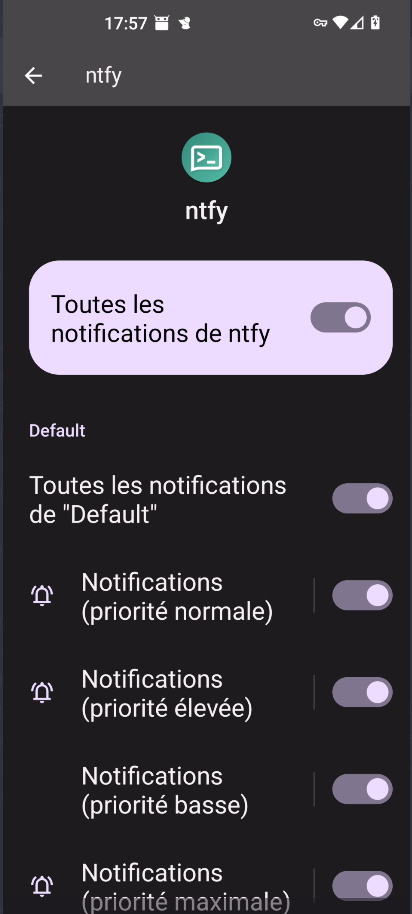 17:57
ntfy
ntfy
Toutes les
notifications de ntfy
Default
Toutes les notifications
de "Default"
Notifications
(priorité normale)
Notifications
(priorité élevée)
Notifications
(priorité basse)
Notifications
(priorité maximale)